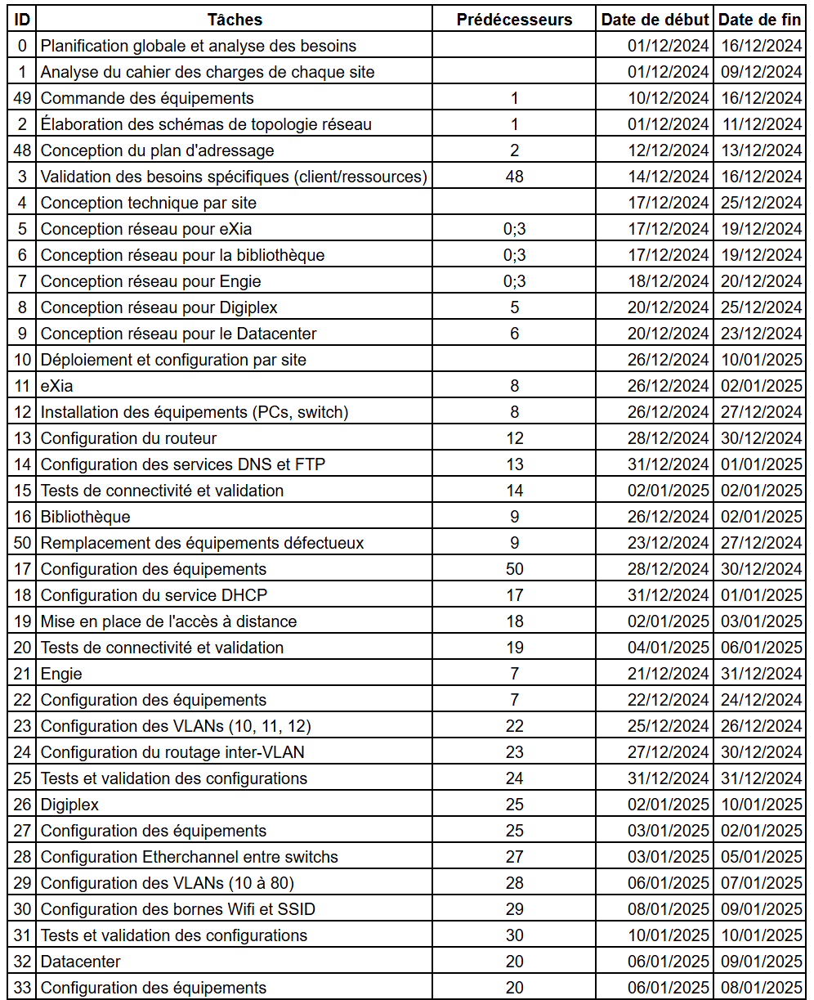 ID Tâches Prédécesseurs Date de début Date de fin
0 Planification globale et analyse des besoins 01/12/2024 16/12/2024
1 Analyse du cahier des charges de chaque site 01/12/2024 09/12/2024
49 Commande des équipements 1 10/12/2024 16/12/2024
2 Élaboration des schémas de topologie réseau 1 01/12/2024 11/12/2024
48 Conception du plan d'adressage 2 12/12/2024 13/12/2024
3 Validation des besoins spécifiques (client/ressources) 48 14/12/2024 16/12/2024
4 Conception technique par site 17/12/2024 25/12/2024
5 Conception réseau pour eXia 0;3 17/12/2024 19/12/2024
6 Conception réseau pour la bibliothèque 0;3 17/12/2024 19/12/2024
7 Conception réseau pour Engie 0;3 18/12/2024 20/12/2024
8 Conception réseau pour Digiplex 5 20/12/2024 25/12/2024
9 Conception réseau pour le Datacenter 6 20/12/2024 23/12/2024
10 Déploiement et configuration par site 26/12/2024 10/01/2025
11 eXia 8 26/12/2024 02/01/2025
12 Installation des équipements (PCs, switch) 8 26/12/2024 27/12/2024
13 Configuration du routeur 12 28/12/2024 30/12/2024
14 Configuration des services DNS et FTP 13 31/12/2024 01/01/2025
15 Tests de connectivité et validation 14 02/01/2025 02/01/2025
16 Bibliothèque 9 26/12/2024 02/01/2025
50 Remplacement des équipements défectueux 9 23/12/2024 27/12/2024
17 Configuration des équipements 50 28/12/2024 30/12/2024
18 Configuration du service DHCP 17 31/12/2024 01/01/2025
19 Mise en place de l'accès à distance 18 02/01/2025 03/01/2025
20 Tests de connectivité et validation 19 04/01/2025 06/01/2025
21 Engie 7 21/12/2024 31/12/2024
22 Configuration des équipements 7 22/12/2024 24/12/2024
23 Configuration des VLANs (10, 11, 12) 22 25/12/2024 26/12/2024
24 Configuration du routage inter-VLAN 23 27/12/2024 30/12/2024
25 Tests et validation des configurations 24 31/12/2024 31/12/2024
26 Digiplex 25 02/01/2025 10/01/2025
27 Configuration des équipements 25 03/01/2025 02/01/2025
28 Configuration Etherchannel entre switchs 27 03/01/2025 05/01/2025
29 Configuration des VLANs (10 à 80) 28 06/01/2025 07/01/2025
30 Configuration des bornes Wifi et SSID 29 08/01/2025 09/01/2025
31 Tests et validation des configurations 30 10/01/2025 10/01/2025
32 Datacenter 20 06/01/2025 09/01/2025
33 Configuration des équipements 20 06/01/2025 08/01/2025